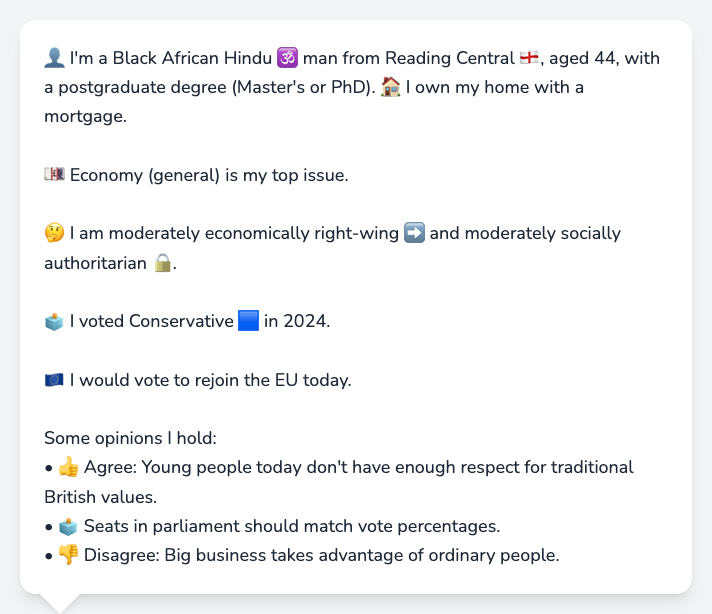 👤 I'm a Black African Hindu 🕉️ man from Reading Central 🏴󠁧󠁢󠁥󠁮󠁧󠁿, aged 44, with
a postgraduate degree (Master's or PhD). 🏠 I own my home with a
mortgage.
💷 Economy (general) is my top issue.
🤔 I am moderately economically right-wing ➡️ and moderately socially
authoritarian 🔒.
🗳️ I voted Conservative 🟦 in 2024.
🇪🇺 I would vote to rejoin the EU today.
Some opinions I hold:
• 👍 Agree: Young people today don't have enough respect for traditional
British values.
• 🗳️ Seats in parliament should match vote percentages.
• 👎 Disagree: Big business takes advantage of ordinary people.